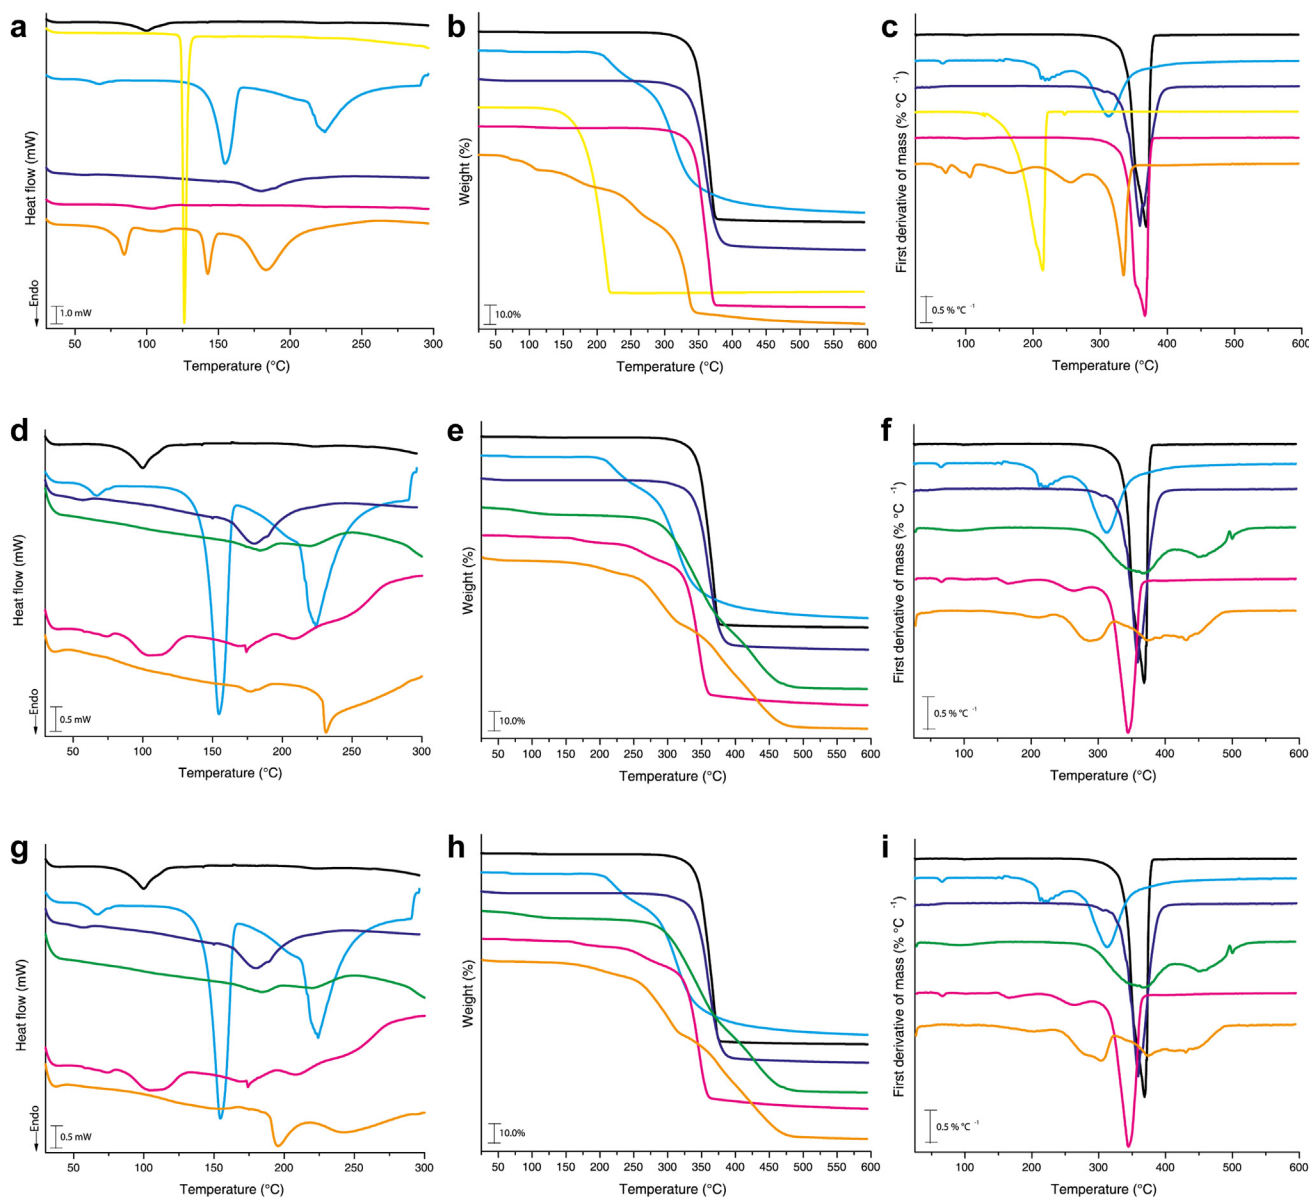 a
Heat flow (mW)
Endo
1.0 mW
50 100 150 200 250 300
Temperature (°C)
b
Weight (%)
10.0%
50 100 150 200 250 300 350 400 450 500 550 600
Temperature (°C)
c
First derivative of mass (% °C ⁻¹)
0.5 % °C ⁻¹
100 200 300 400 500 600
Temperature (°C)
d
Heat flow (mW)
Endo
0.5 mW
50 100 150 200 250 300
Temperature (°C)
e
Weight (%)
10.0%
50 100 150 200 250 300 350 400 450 500 550 600
Temperature (°C)
f
First derivative of mass (% °C ⁻¹)
0.5 % °C ⁻¹
100 200 300 400 500 600
Temperature (°C)
g
Heat flow (mW)
Endo
0.5 mW
50 100 150 200 250 300
Temperature (°C)
h
Weight (%)
10.0%
50 100 150 200 250 300 350 400 450 500 550 600
Temperature (°C)
i
First derivative of mass (% °C ⁻¹)
0.5 % °C ⁻¹
100 200 300 400 500 600
Temperature (°C)